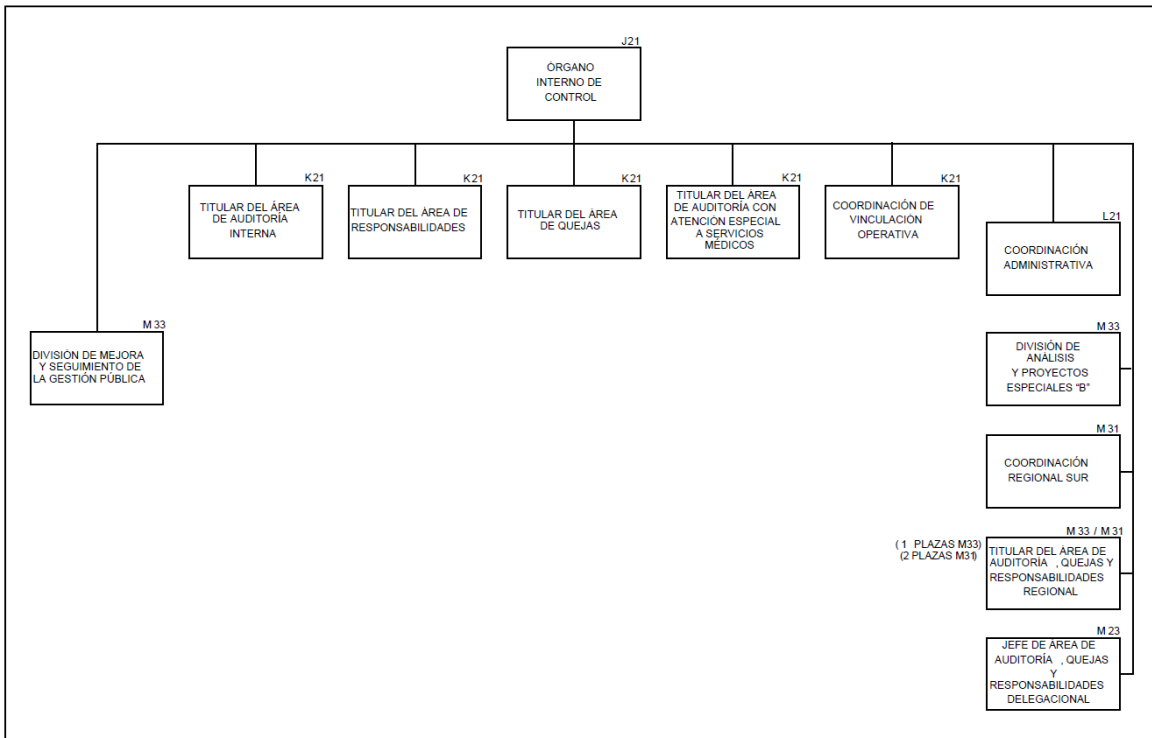 J21
ÓRGANO
INTERNO DE
CONTROL
K21
TITULAR DEL ÁREA
DE AUDITORÍA
INTERNA
K21
TITULAR DEL ÁREA DE
RESPONSABILIDADES
K21
TITULAR DEL ÁREA
DE QUEJAS
K21
TITULAR DEL ÁREA
DE AUDITORÍA CON
ATENCIÓN ESPECIAL
A SERVICIOS
MÉDICOS
K21
COORDINACIÓN DE
VINCULACIÓN
OPERATIVA
L21
COORDINACIÓN
ADMINISTRATIVA
M 33
DIVISIÓN DE MEJORA
Y SEGUIMIENTO DE
LA GESTIÓN PÚBLICA
M 33
DIVISIÓN DE
ANÁLISIS
Y PROYECTOS
ESPECIALES "B"
M 31
COORDINACIÓN
REGIONAL SUR
M 33 / M 31
( 1 PLAZAS M33)
(2 PLAZAS M31)
TITULAR DEL ÁREA DE
AUDITORÍA , QUEJAS Y
RESPONSABILIDADES
REGIONAL
M 23
JEFE DE ÁREA DE
AUDITORÍA , QUEJAS
Y
RESPONSABILIDADES
DELEGACIONAL